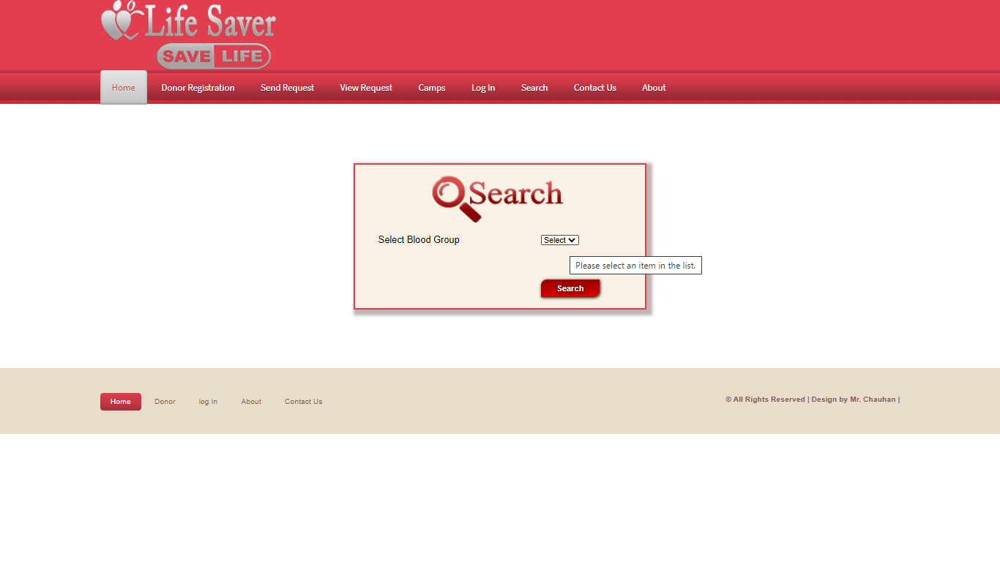 Life Saver
SAVE LIFE
Home Donor Registration Send Request View Request Camps Log In Search Contact Us About
Search
Select Blood Group Select
Please select an item in the list.
Search
Home Donor log In About Contact Us © All Rights Reserved | Design by Mr. Chauhan |